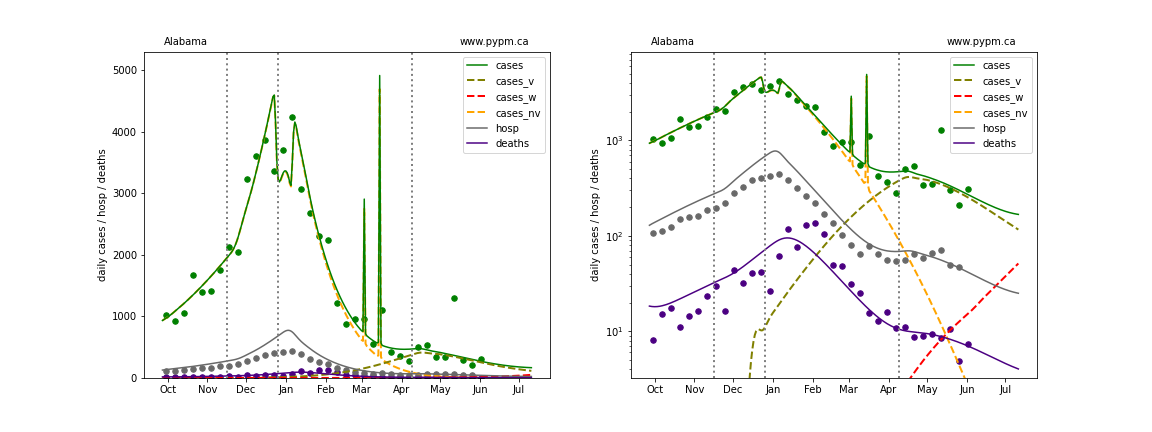 Alabama www.pypm.ca
daily cases / hosp / deaths
5000
4000
3000
2000
1000
0
Oct Nov Dec Jan Feb Mar Apr May Jun Jul
cases
cases_v
cases_w
cases_nv
hosp
deaths
Alabama www.pypm.ca
daily cases / hosp / deaths
10³
10²
10¹
Oct Nov Dec Jan Feb Mar Apr May Jun Jul
cases
cases_v
cases_w
cases_nv
hosp
deaths